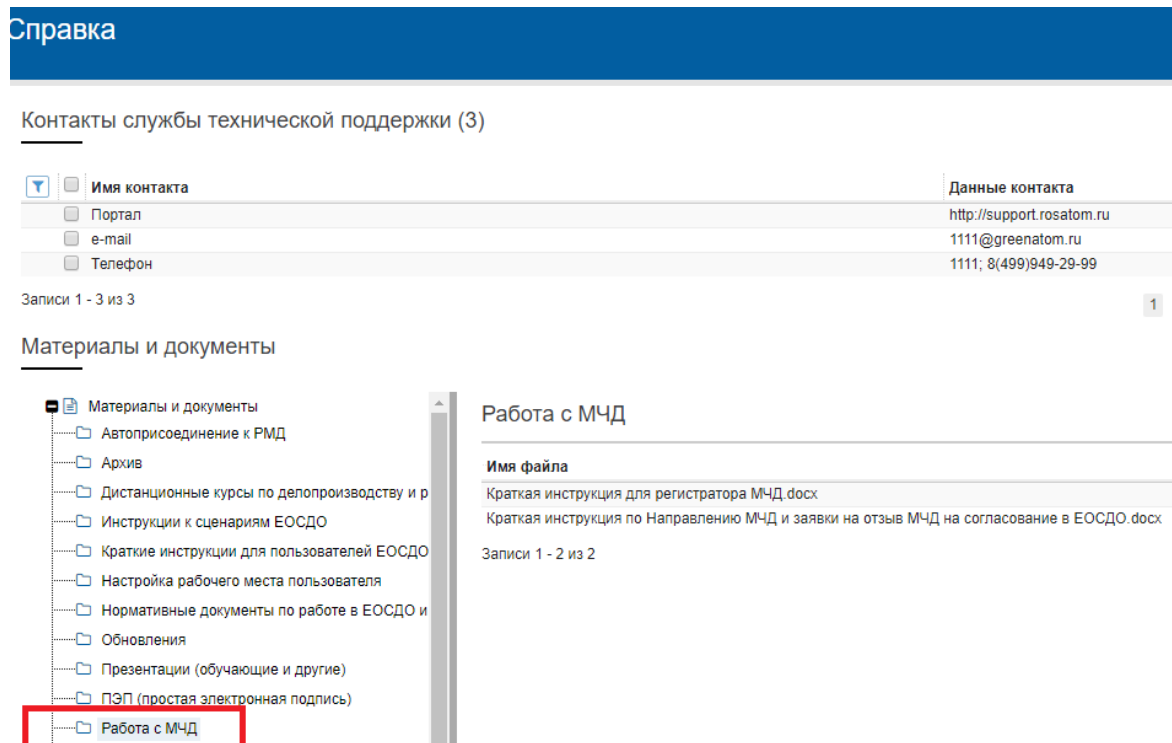 Справка
Контакты службы технической поддержки (3)
Имя контакта Данные контакта
Портал http://support.rosatom.ru
e-mail 1111@greenatom.ru
Телефон 1111; 8(499)949-29-99
Записи 1 - 3 из 3
1
Материалы и документы
Материалы и документы
Автоприсоединение к РМД
Архив
Дистанционные курсы по делопроизводству и р
Инструкции к сценариям ЕОСДО
Краткие инструкции для пользователей ЕОСДО
Настройка рабочего места пользователя
Нормативные документы по работе в ЕОСДО и
Обновления
Презентации (обучающие и другие)
ПЭП (простая электронная подпись)
Работа с МЧД
Работа с МЧД
Имя файла
Краткая инструкция для регистратора МЧД.docx
Краткая инструкция по Направлению МЧД и заявки на отзыв МЧД на согласование в ЕОСДО.docx
Записи 1 - 2 из 2